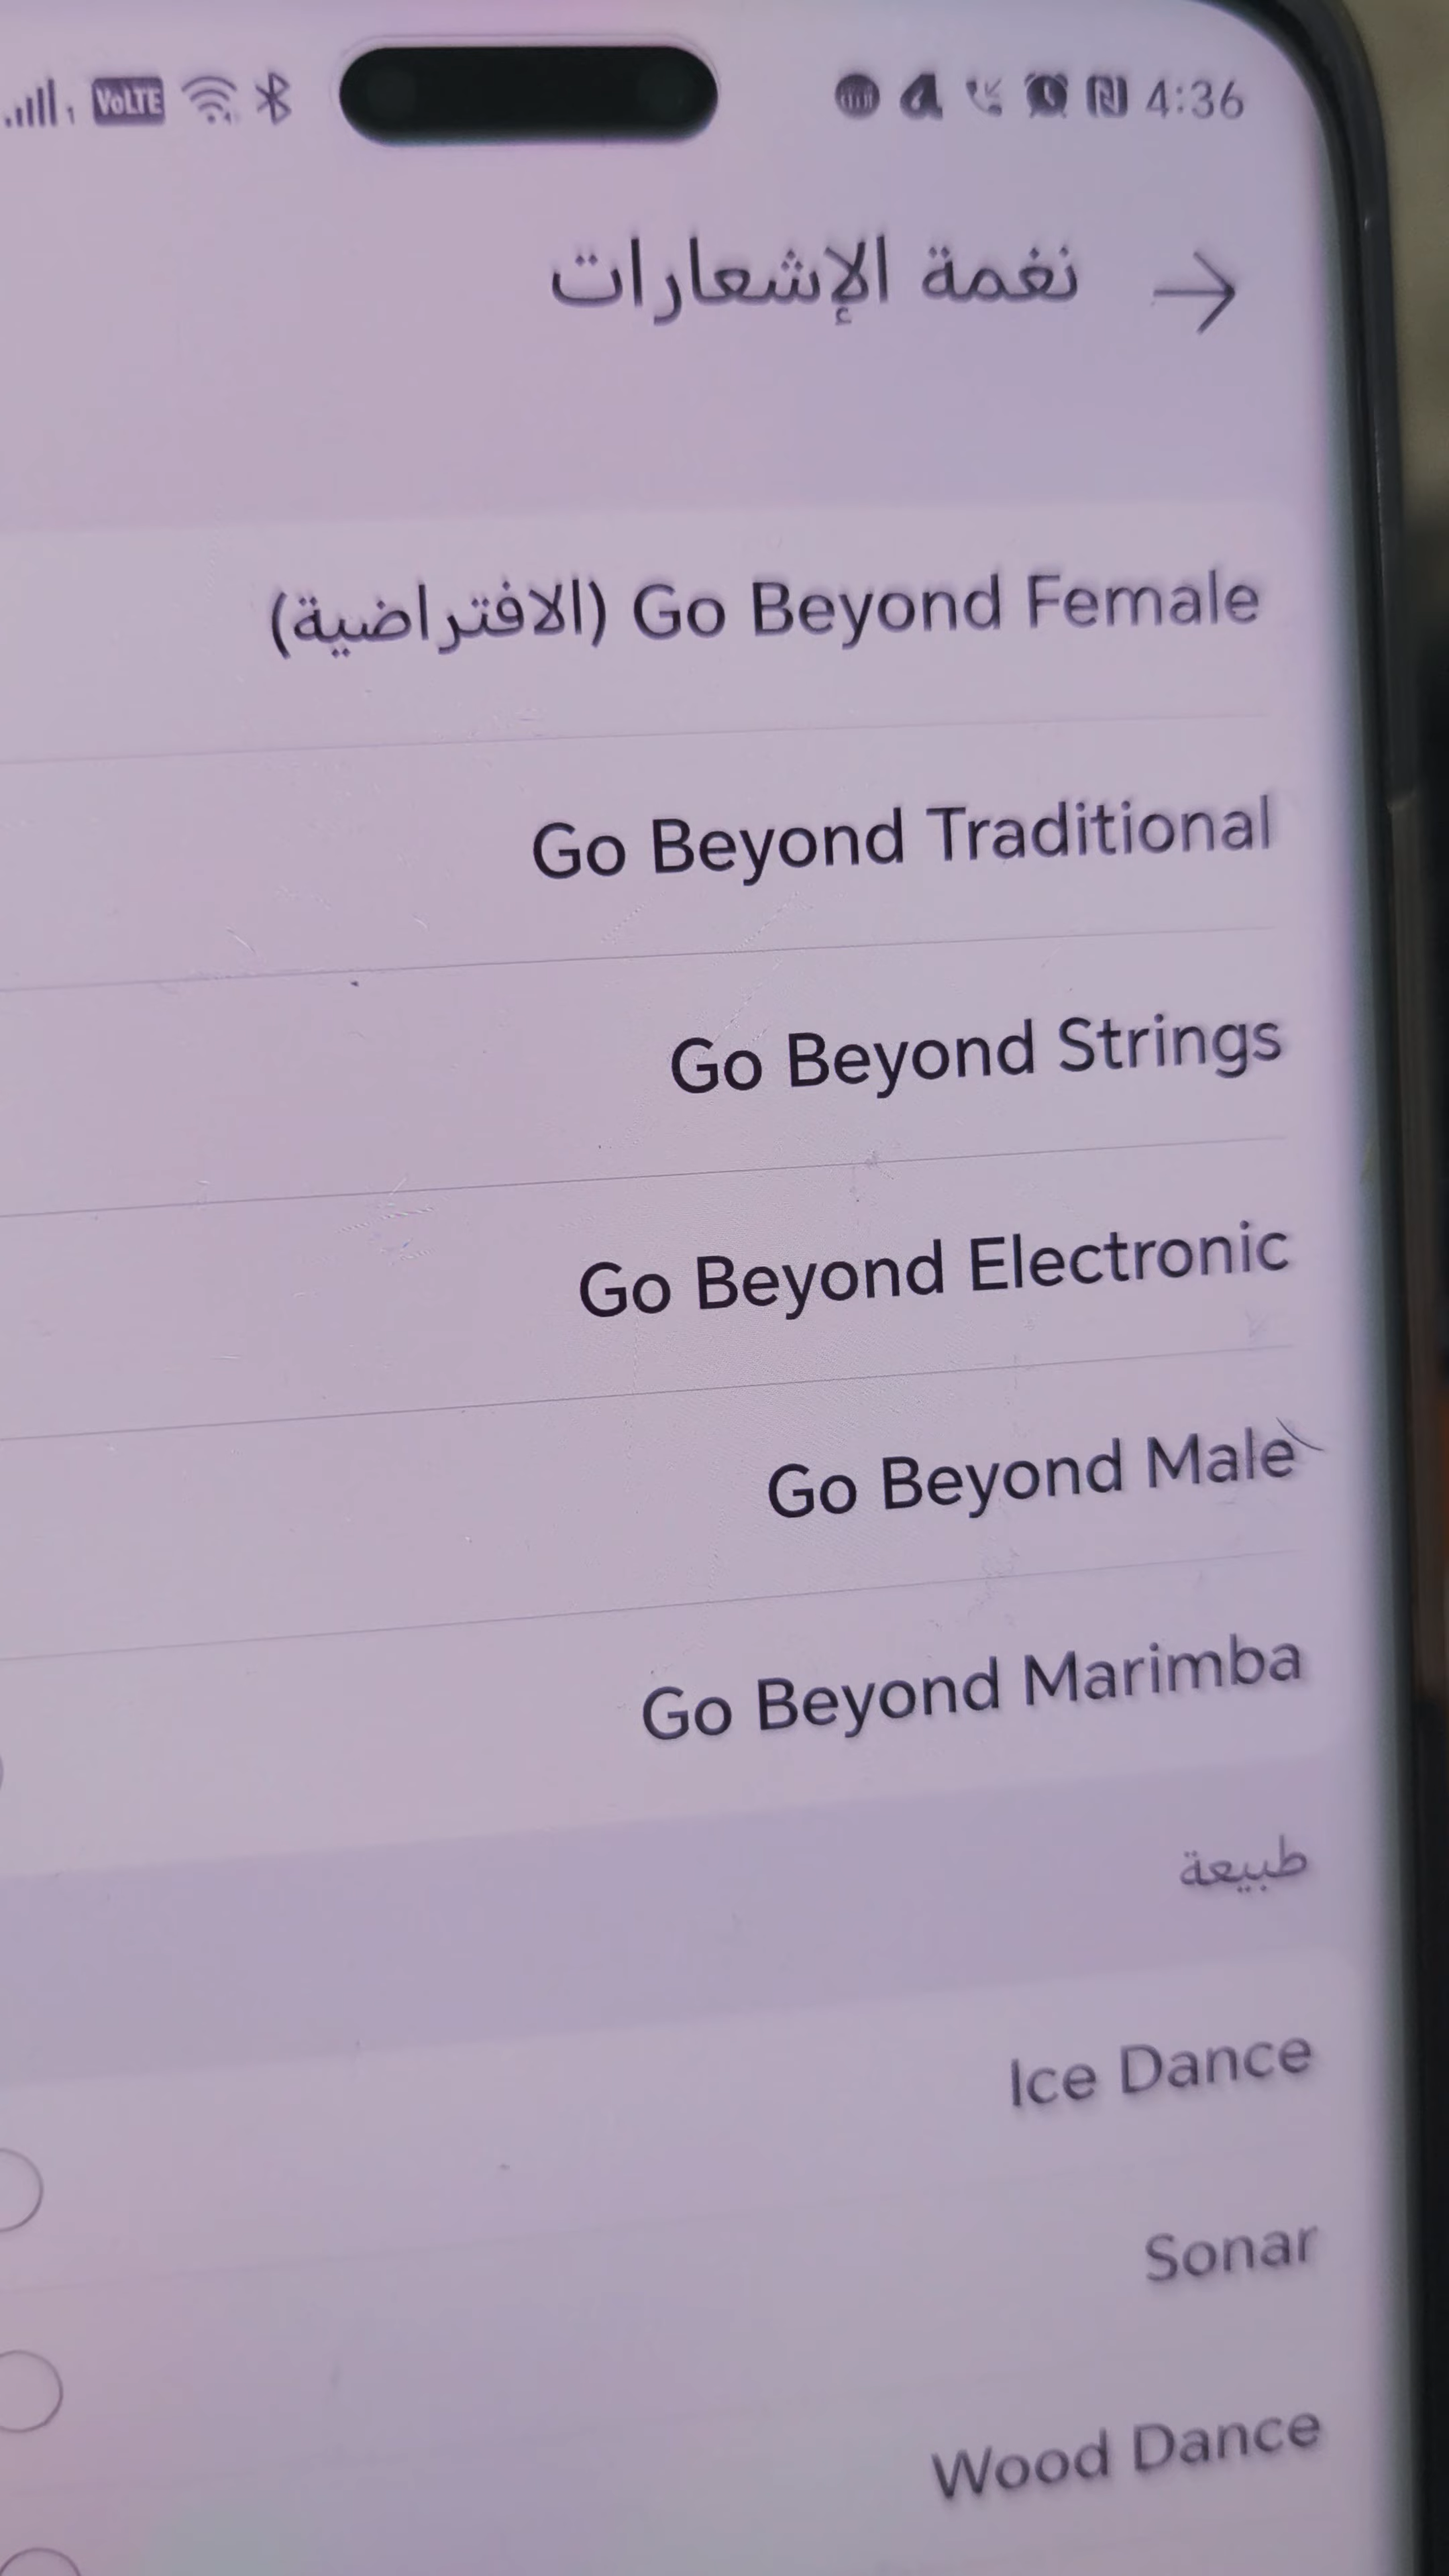 VoLTE 4:36
نغمة الإشعارات
Go Beyond Female (الافتراضية)
Go Beyond Traditional
Go Beyond Strings
Go Beyond Electronic
Go Beyond Male
Go Beyond Marimba
طبيعة
Ice Dance
Sonar
Wood Dance